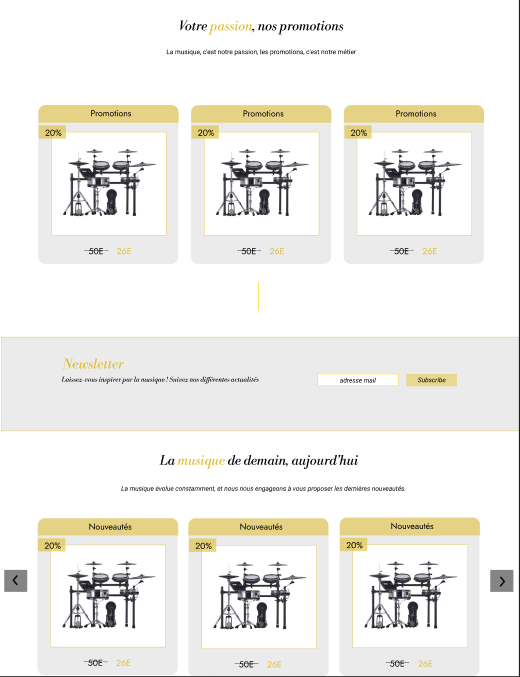 Votre passion, nos promotions
La musique, c'est notre passion, les promotions, c'est notre métier
Promotions
Promotions
Promotions
20%
20%
20%
50E 26E
50E 26E
50E 26E
Newsletter
Laissez-vous inspirer par la musique ! Suivez nos différentes actualités
adresse mail
Subscribe
La musique de demain, aujourd'hui
La musique évolue constamment, et nous nous engageons à vous proposer les dernières nouveautés.
Nouveautés
Nouveautés
Nouveautés
20%
20%
20%
50E 26E
50E 26E
50E 26E